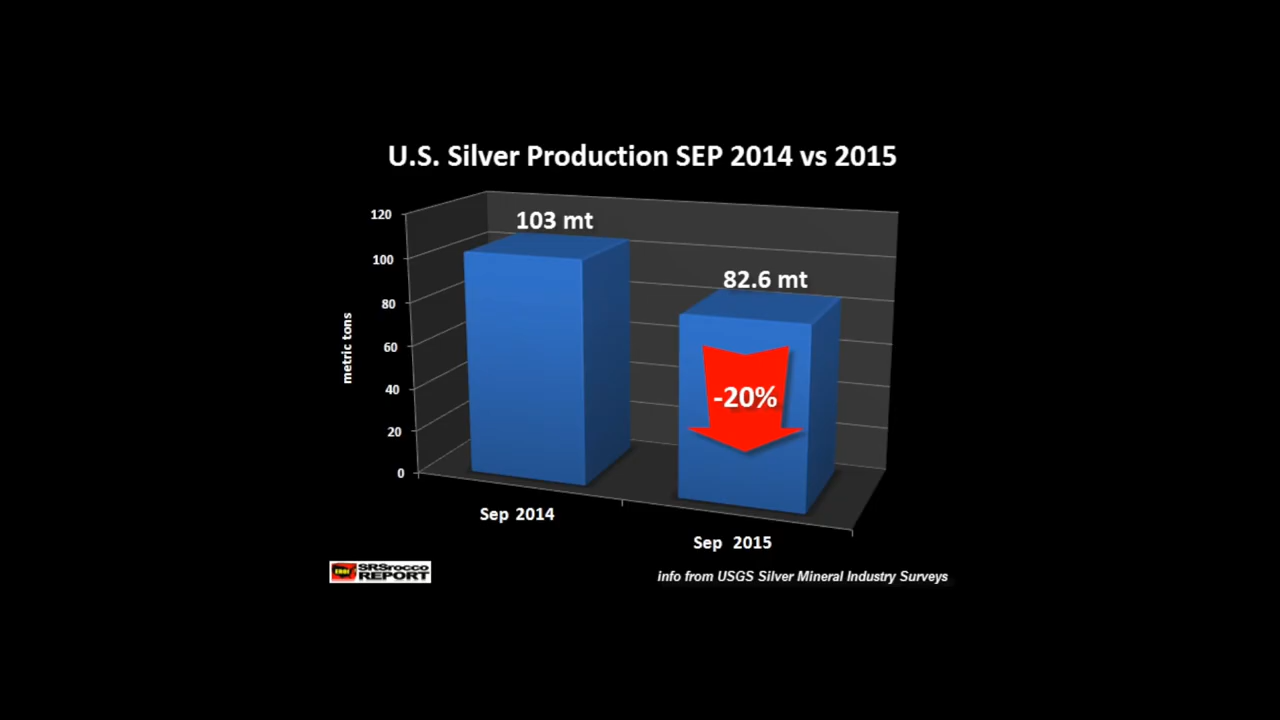 U.S. Silver Production SEP 2014 vs 2015
120
100
80
60
40
20
0
metric tons
103 mt
82.6 mt
-20%
Sep 2014
Sep 2015
SRSrocco
REPORT
info from USGS Silver Mineral Industry Surveys